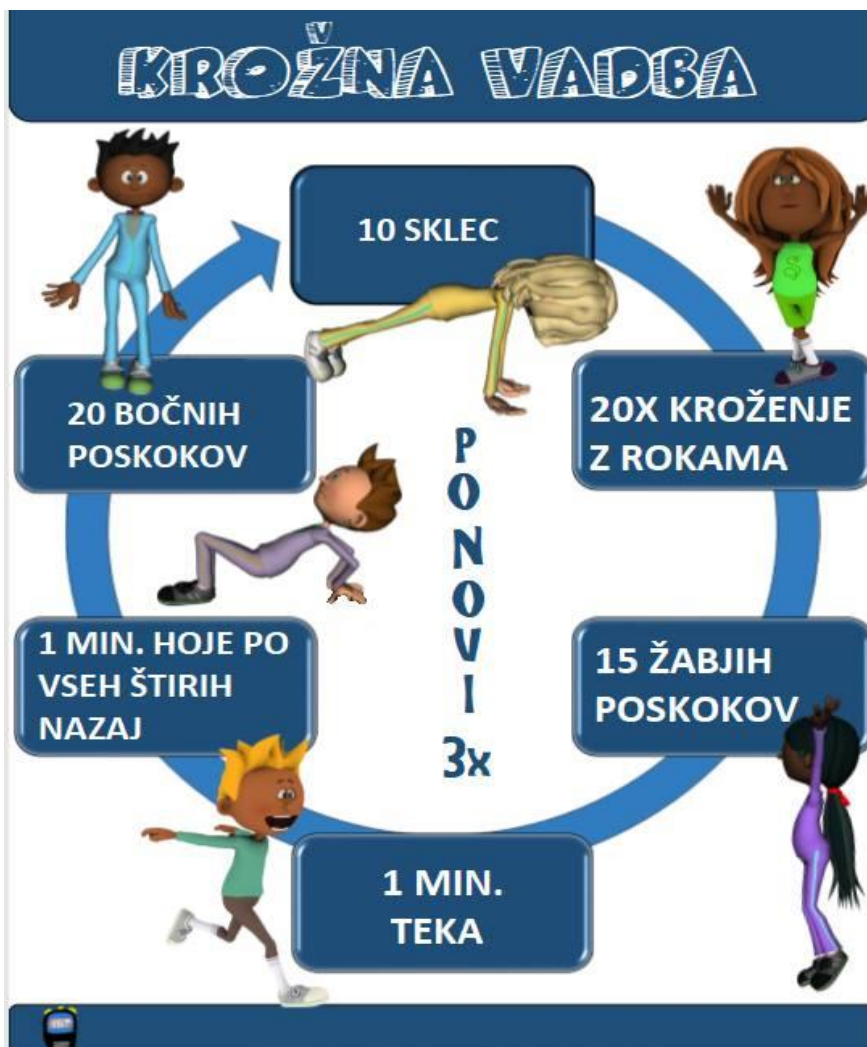 KROŽNA VADBA
10 SKLEC
20X KROŽENJE
Z ROKAMA
15 ŽABJIH
POSKOKOV
1 MIN.
TEKA
1 MIN. HOJE PO
VSEH ŠTIRIH
NAZAJ
20 BOČNIH
POSKOKOV
PONOVI
3x